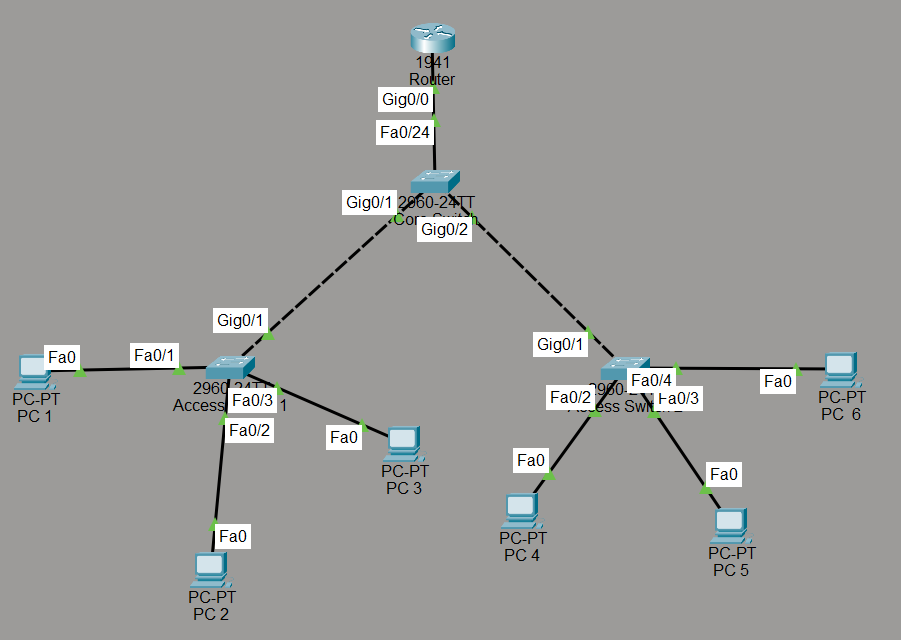 1941
Router
Gig0/0
Fa0/24
Gig0/1
2960-24TT
Core Switch
Gig0/2
Gig0/1
Gig0/1
Fa0
Fa0/1
PC-PT
PC 1
2960-24TT
Access 1
Fa0/3
Fa0/2
Fa0
PC-PT
PC 3
Fa0
PC-PT
PC 2
Fa0/4
Fa0/2
Fa0/3
Access Switch
Fa0
PC-PT
PC 6
Fa0
PC-PT
PC 4
Fa0
PC-PT
PC 5